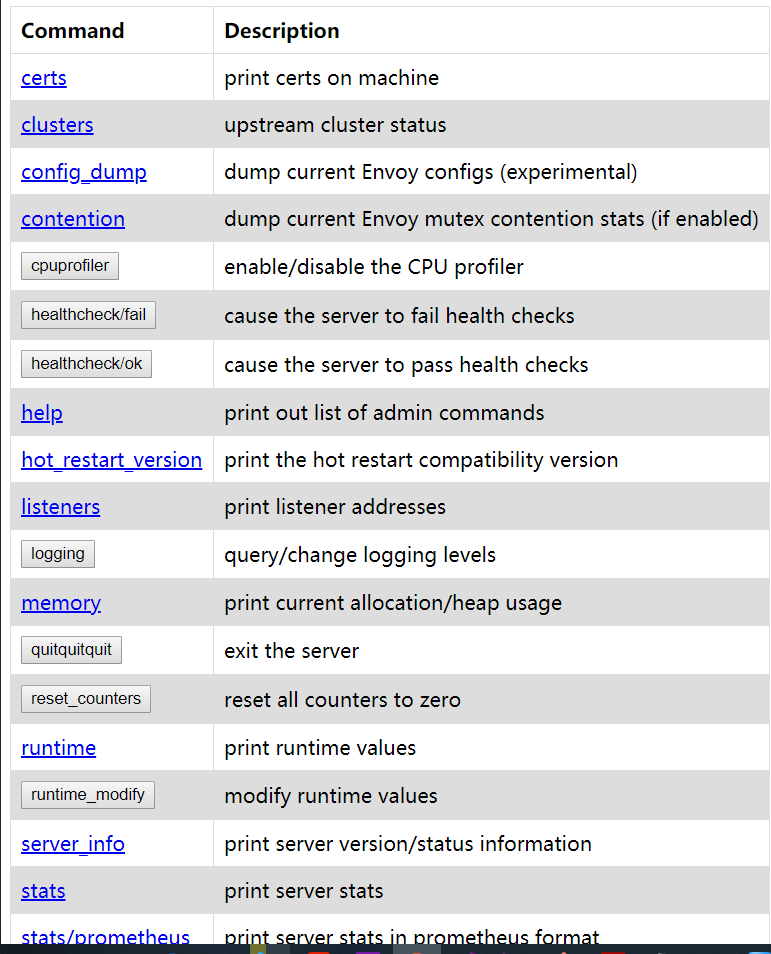 Command Description
certs print certs on machine
clusters upstream cluster status
config_dump dump current Envoy configs (experimental)
contention dump current Envoy mutex contention stats (if enabled)
cpuprofiler enable/disable the CPU profiler
healthcheck/fail cause the server to fail health checks
healthcheck/ok cause the server to pass health checks
help print out list of admin commands
hot_restart_version print the hot restart compatibility version
listeners print listener addresses
logging query/change logging levels
memory print current allocation/heap usage
quitquitquit exit the server
reset_counters reset all counters to zero
runtime print runtime values
runtime_modify modify runtime values
server_info print server version/status information
stats print server stats
stats/prometheus print server stats in prometheus format